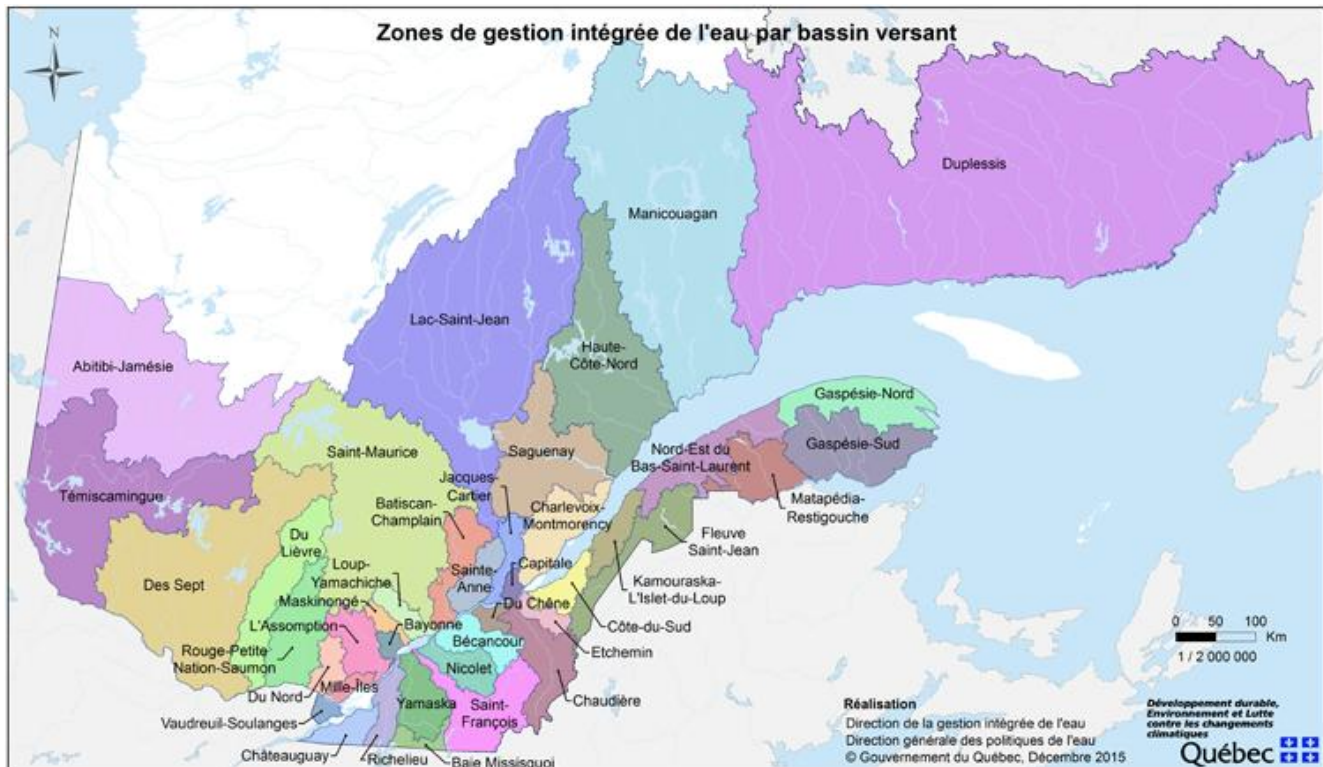 Zones de gestion intégrée de l'eau par bassin versant
N
Duplessis
Manicouagan
Lac-Saint-Jean
Haute-
Côte-Nord
Abitibi-Jamésie
Gaspésie-Nord
Saint-Maurice
Saguenay
Nord-Est du
Bas-Saint-Laurent
Gaspésie-Sud
Témiscamingue
Jacques-
Cartier
Batiscan-
Champlain
Charlevoix-
Montmorency
Matapédia-
Restigouche
Du
Lièvre
Fleuve
Saint-Jean
Loup-
Yamachiche
Sainte-
Anne
Capitale
Des Sept
Kamouraska-
L'Islet-du-Loup
Maskinongé
Du Chêne
L'Assomption
Bayonne
Côte-du-Sud
Bécancour
Etchemin
Rouge-Petite
Nation-Saumon
Nicolet
Du Nord
Mille-Îles
Yamaska
Saint-
François
Chaudière
Vaudreuil-Soulanges
Châteauguay
Richelieu
Baie Missisquoi
0 50 100
Km
1 / 2 000 000
Réalisation
Direction de la gestion intégrée de l'eau
Direction générale des politiques de l'eau
© Gouvernement du Québec, Décembre 2015
Développement durable,
Environnement et Lutte
contre les changements
climatiques
Québec